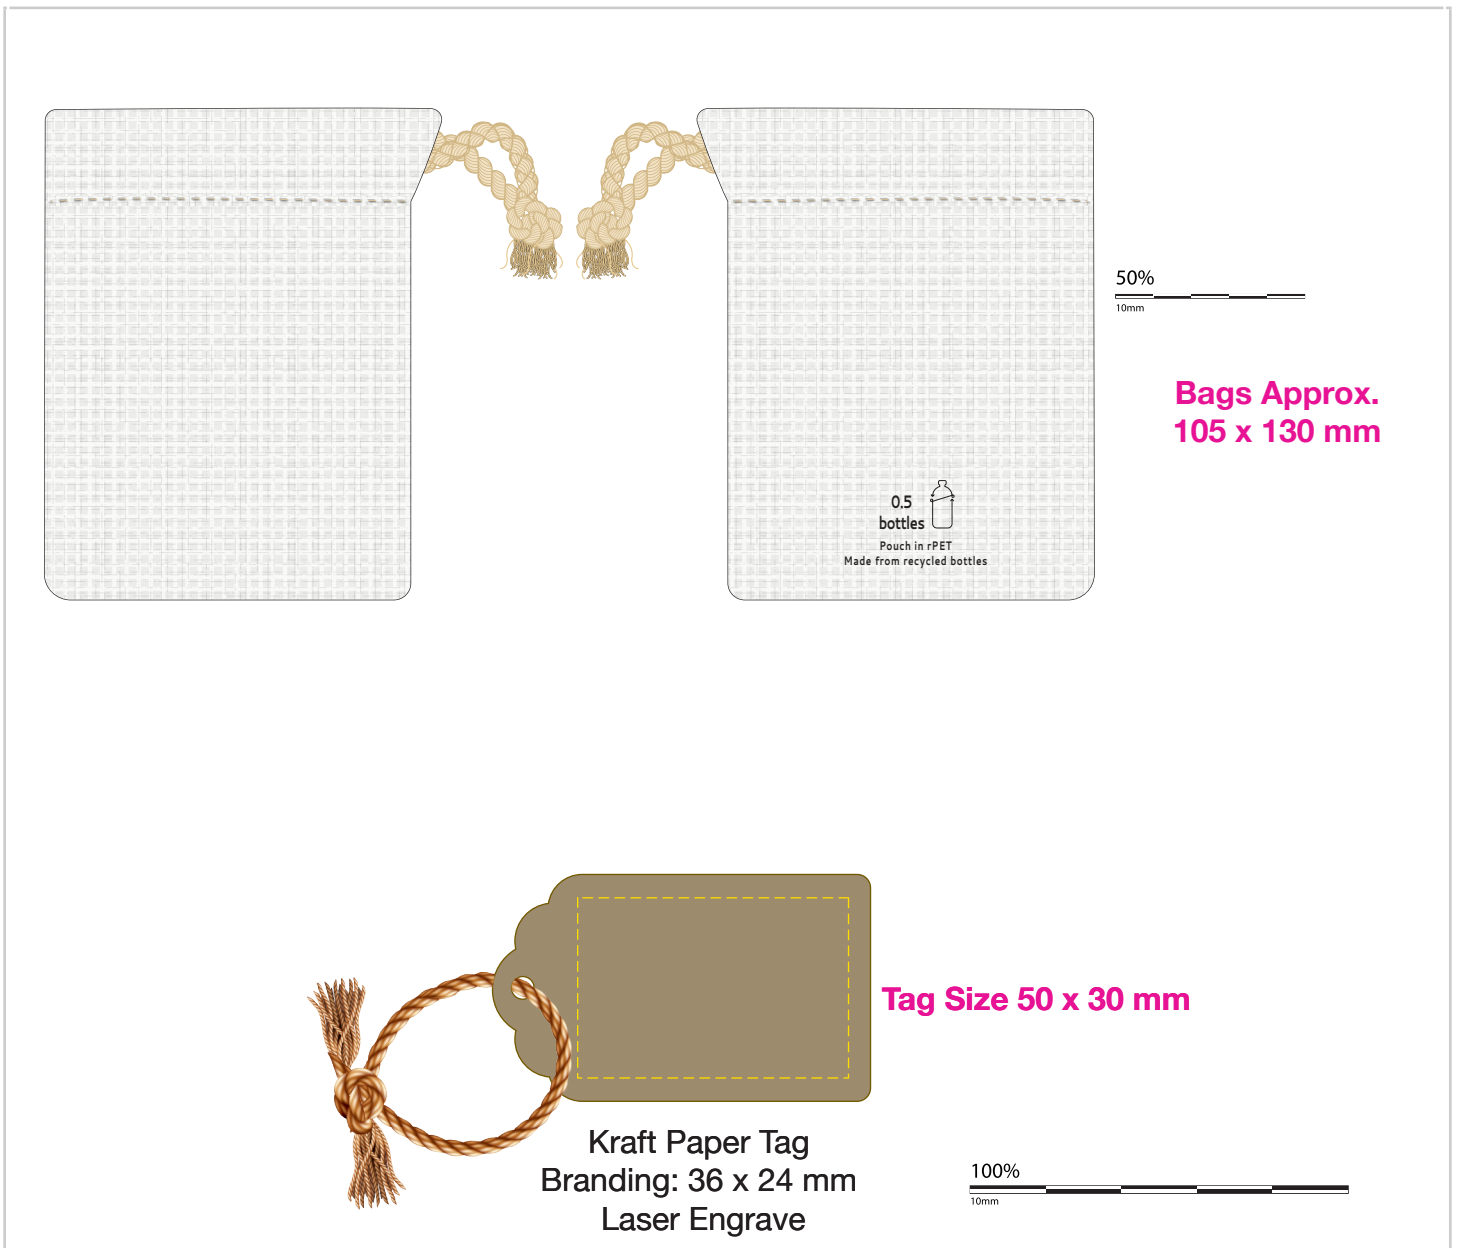 50%
10mm
Bags Approx.
105 x 130 mm
0.5
bottles
Pouch in rPET
Made from recycled bottles
Tag Size 50 x 30 mm
Kraft Paper Tag
Branding: 36 x 24 mm
Laser Engrave
100%
10mm